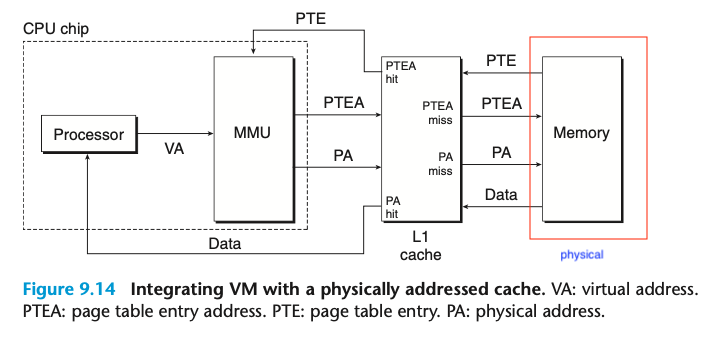 PTE
CPU chip
PTEA
hit
PTE
PTEA
PTEA
miss
PTEA
Processor
VA
MMU
Memory
PA
PA
miss
PA
PA
hit
Data
Data
L1
cache
physical
Figure 9.14 Integrating VM with a physically addressed cache. VA: virtual address.
PTEA: page table entry address. PTE: page table entry. PA: physical address.